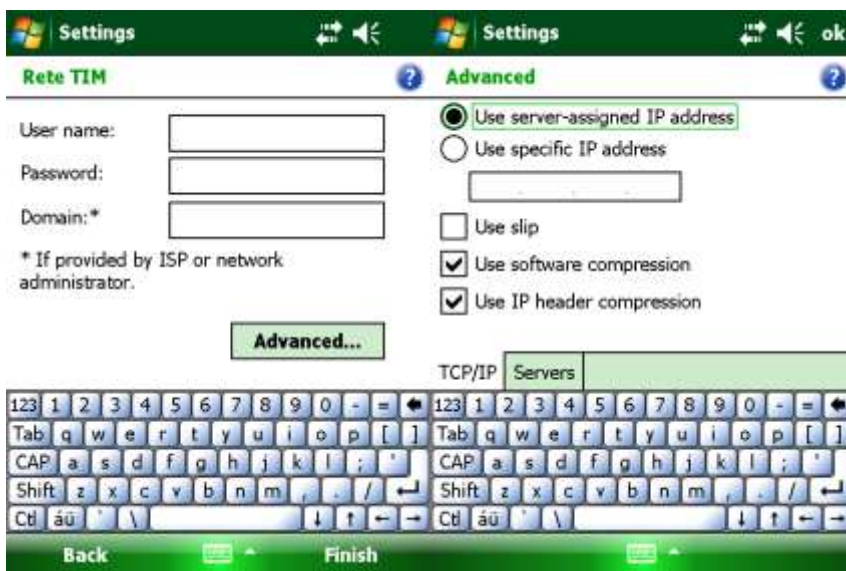 Settings
Rete TIM
User name:
Password:
Domain:*
* If provided by ISP or network
administrator.
Advanced...
123 1 2 3 4 5 6 7 8 9 0 - =
Tab q w e r t y u i o p [ ]
CAP a s d f g h j k l ; '
Shift z x c v b n m , . /
Ctl áü ` \
Back
Finish
Settings
ok
Advanced
Use server-assigned IP address
Use specific IP address
Use slip
Use software compression
Use IP header compression
TCP/IP Servers
123 1 2 3 4 5 6 7 8 9 0 - =
Tab q w e r t y u i o p [ ]
CAP a s d f g h j k l ; '
Shift z x c v b n m , . /
Ctl áü ` \